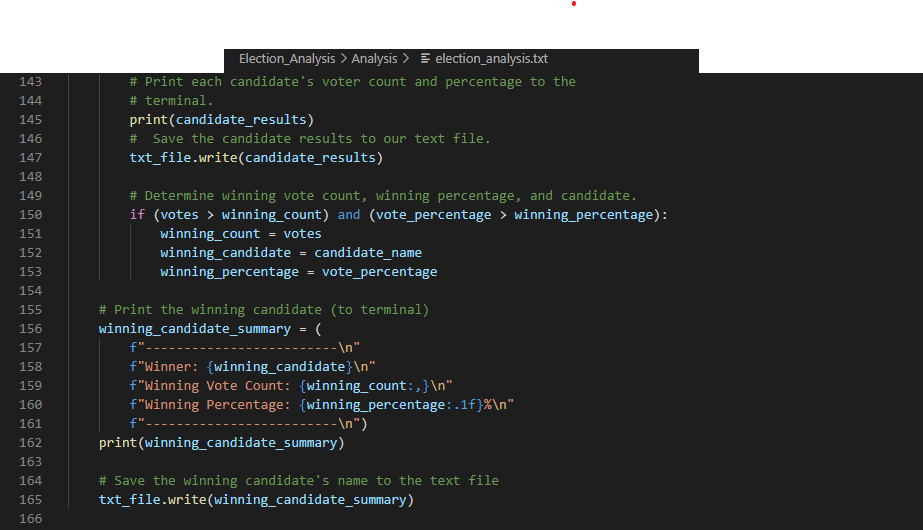 Election_Analysis > Analysis > election_analysis.txt
143 # Print each candidate's voter count and percentage to the
144 # terminal.
145 print(candidate_results)
146 #  Save the candidate results to our text file.
147 txt_file.write(candidate_results)
148
149 # Determine winning vote count, winning percentage, and candidate.
150 if (votes > winning_count) and (vote_percentage > winning_percentage):
151 winning_count = votes
152 winning_candidate = candidate_name
153 winning_percentage = vote_percentage
154
155 # Print the winning candidate (to terminal)
156 winning_candidate_summary = (
157 f"-------------------------\n"
158 f"Winner: {winning_candidate}\n"
159 f"Winning Vote Count: {winning_count:,}\n"
160 f"Winning Percentage: {winning_percentage:.1f}%\n"
161 f"-------------------------\n")
162 print(winning_candidate_summary)
163
164 # Save the winning candidate's name to the text file
165 txt_file.write(winning_candidate_summary)
166